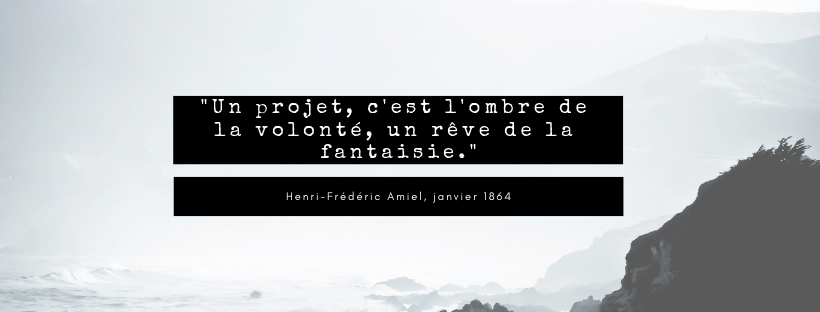 "Un projet, c'est l'ombre de
la volonté, un rêve de la
fantaisie."
Henri-Frédéric Amiel, janvier 1864